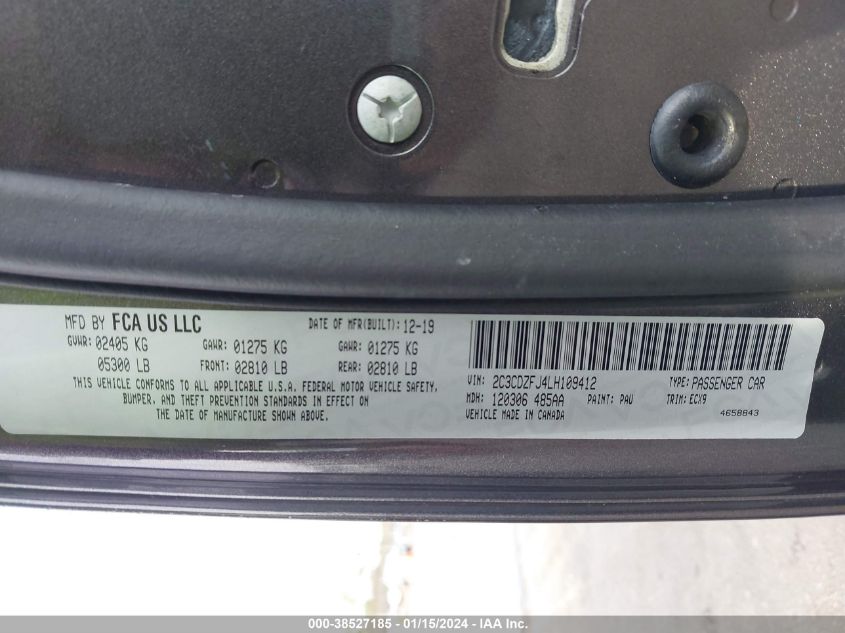 MFD BY FCA US LLC DATE OF MFR(BUILT): 12-19
GVWR: 02405 KG GAWR: 01275 KG GAWR: 01275 KG
05300 LB FRONT: 02810 LB REAR: 02810 LB
THIS VEHICLE CONFORMS TO ALL APPLICABLE U.S.A. FEDERAL MOTOR VEHICLE SAFETY,
BUMPER, AND THEFT PREVENTION STANDARDS IN EFFECT ON
THE DATE OF MANUFACTURE SHOWN ABOVE.
VIN: 2C3CDZFJ4LH109412 TYPE: PASSENGER CAR
MDH: 120306 485AA PAINT: PAU TRIM: ECX9
VEHICLE MADE IN CANADA 4658843
000-38527185 - 01/15/2024 - IAA Inc.